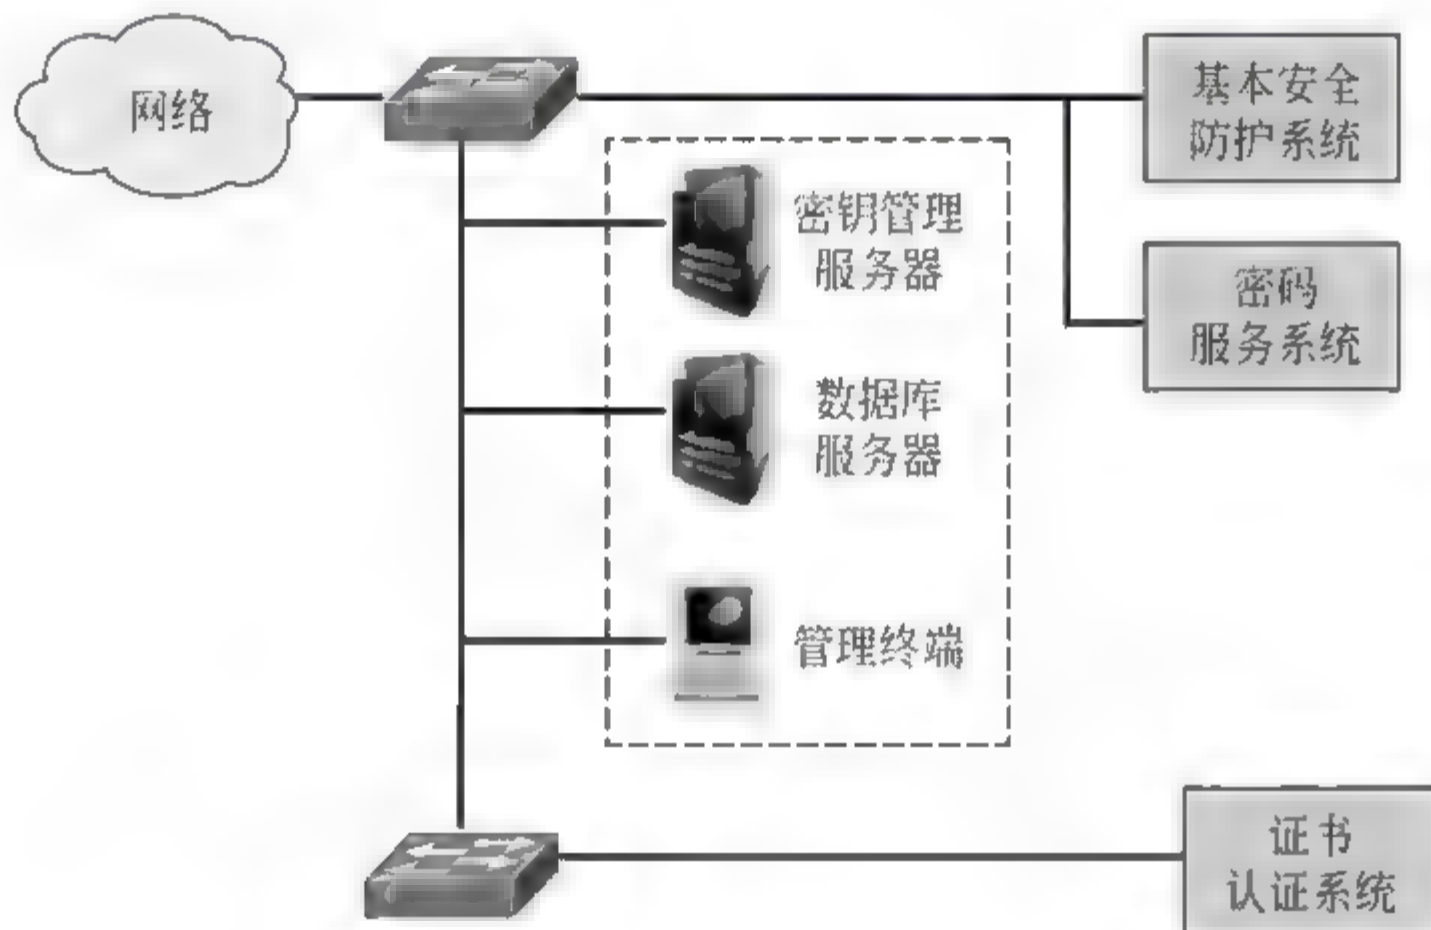 网络
基本安全
防护系统
密钥管理
服务器
密码
服务系统
数据库
服务器
管理终端
证书
认证系统